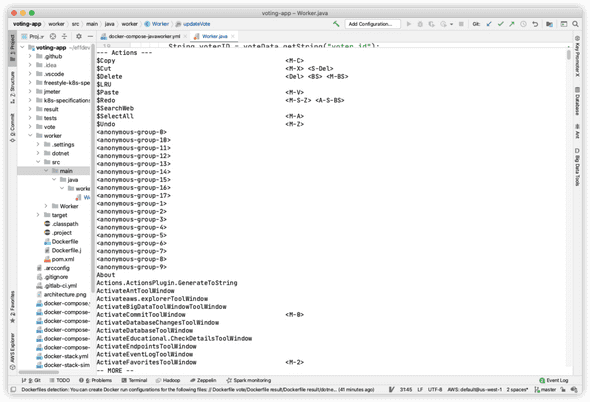 voting-app – Worker.java
voting-app
worker
src
main
java
worker
Worker
updateVote
Add Configuration...
Git:
Proj..
docker-compose-javaworker.yml
Worker.java
String voterID = voteData.getString("voter_id");
voting-app
.github
.idea
.vscode
freestyle-k8s-spec
jmeter
k8s-specifications
result
tests
vote
worker
.settings
dotnet
src
main
java
worke
Worker
target
.classpath
.project
Dockerfile
Dockerfile.j
pom.xml
.arcconfig
.gitignore
.gitlab-ci.yml
architecture.png
docker-compose.
docker-compose-
docker-compose-
docker-compose-
docker-stack.yml
docker-stack-sim
--- Actions ---
$Copy <M-C>
$Cut <M-X> <S-Del>
$Delete <Del> <BS> <M-BS>
$LRU
$Paste <M-V>
$Redo <M-S-Z> <A-S-BS>
$SearchWeb
$SelectAll <M-A>
$Undo <M-Z>
<anonymous-group-0>
<anonymous-group-10>
<anonymous-group-11>
<anonymous-group-12>
<anonymous-group-13>
<anonymous-group-14>
<anonymous-group-15>
<anonymous-group-16>
<anonymous-group-17>
<anonymous-group-1>
<anonymous-group-2>
<anonymous-group-3>
<anonymous-group-4>
<anonymous-group-5>
<anonymous-group-6>
<anonymous-group-7>
<anonymous-group-8>
<anonymous-group-9>
About
Actions.ActionsPlugin.GenerateToString
ActivateAntToolWindow
Activateaws.explorerToolWindow
ActivateBigDataToolWindowToolWindow
ActivateCommitToolWindow <M-0>
ActivateDatabaseChangesToolWindow
ActivateDatabaseToolWindow
ActivateEducational.CheckDetailsToolWindow
ActivateEndpointsToolWindow
ActivateEventLogToolWindow
ActivateFavoritesToolWindow <M-2>
-- MORE --
1: Project
7: Structure
0: Commit
2: Favorites
AWS Explorer
Key Promoter X
Database
Ant
Big Data Tools
9: Git
TODO
6: Problems
Terminal
Hadoop
Zeppelin
Spark monitoring
Event Log
Dockerfiles detection: You can create Docker run configurations for the following files: // Dockerfile vote/Dockerfile result/Dockerfile result/dotne... (41 minutes ago)
31:45
LF
UTF-8
AWS: default@us-west-1
2 spaces*
master